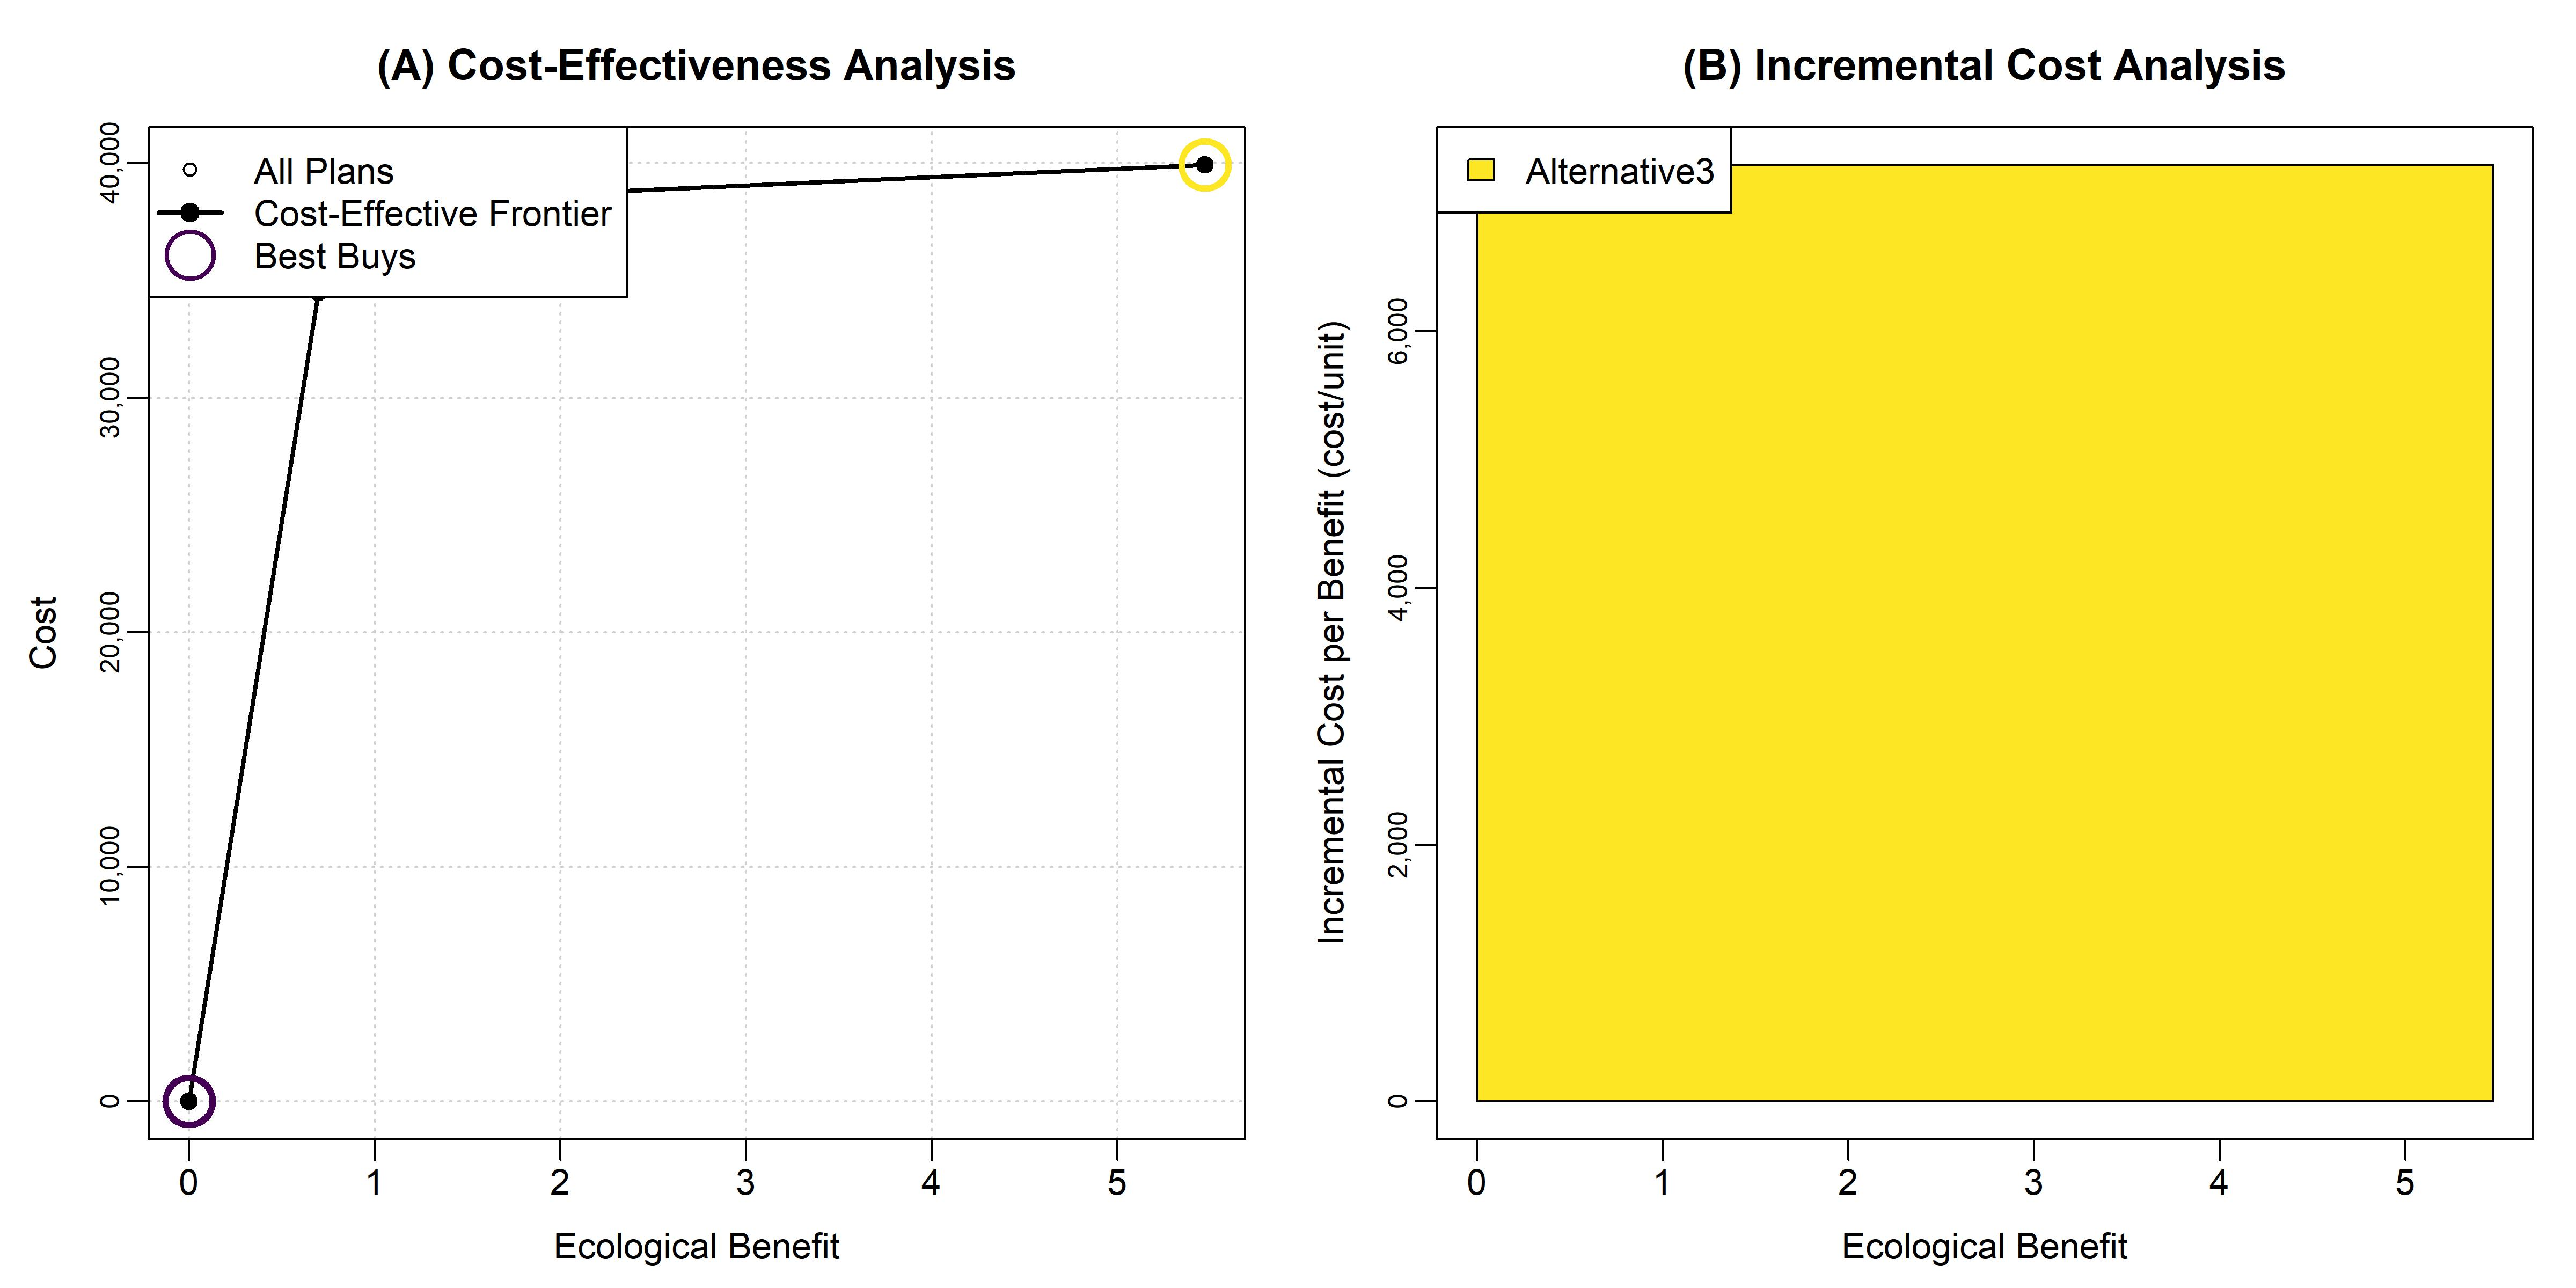 (A) Cost-Effectiveness Analysis
All Plans
Cost-Effective Frontier
Best Buys
Cost
40,000
30,000
20,000
10,000
0
0 1 2 3 4 5
Ecological Benefit
(B) Incremental Cost Analysis
Alternative3
Incremental Cost per Benefit (cost/unit)
6,000
4,000
2,000
0
0 1 2 3 4 5
Ecological Benefit